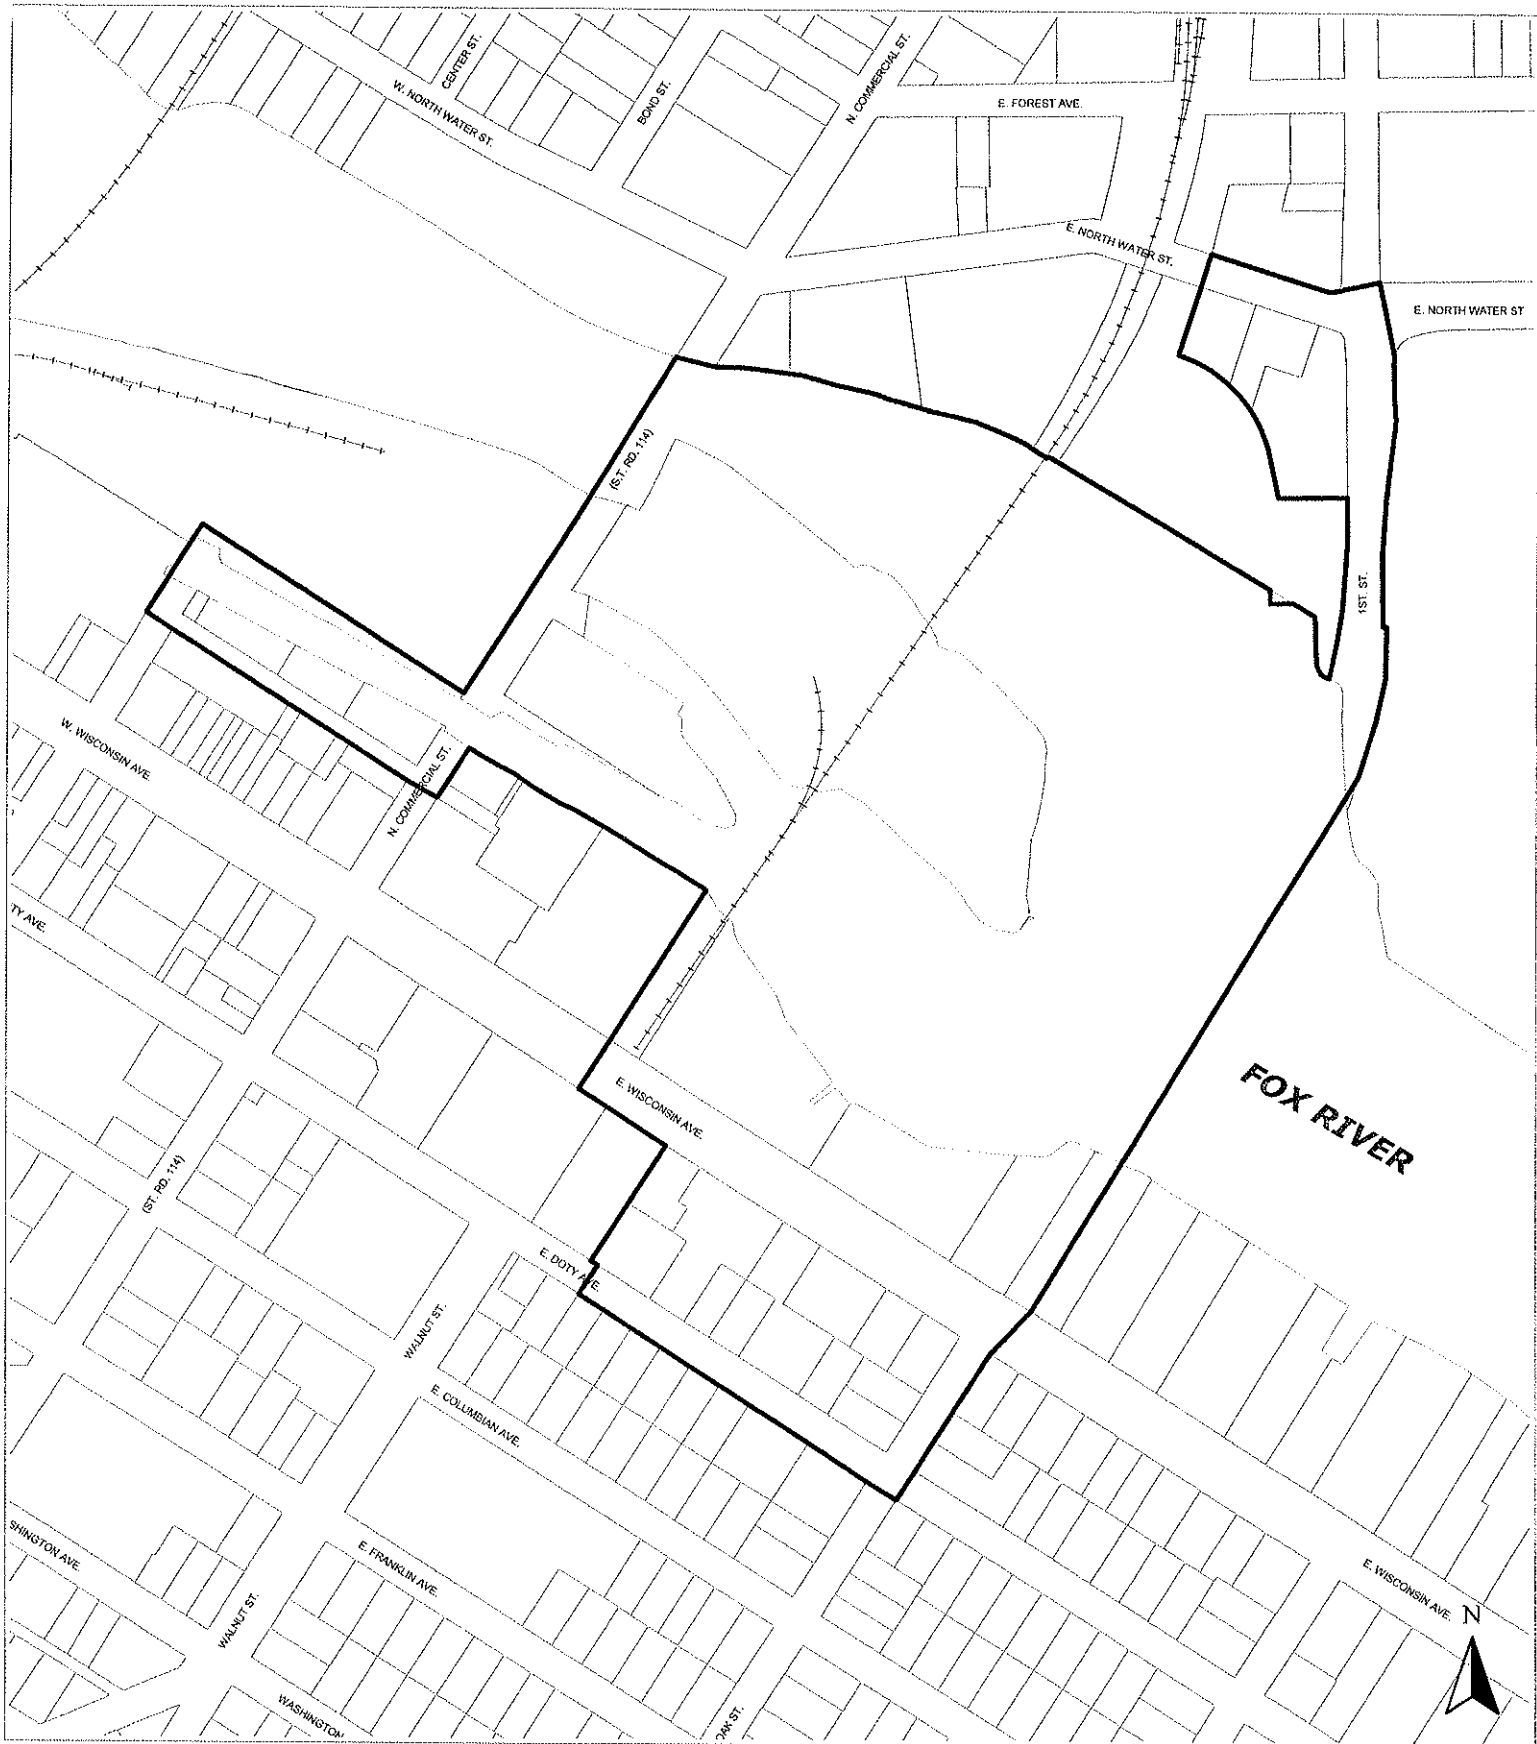 CENTER ST.
W. NORTH WATER ST.
BOND ST.
N. COMMERCIAL ST.
E. FOREST AVE.
E. NORTH WATER ST.
E. NORTH WATER ST
(S.T. RD. 114)
1ST. ST.
W. WISCONSIN AVE.
N. COMMERCIAL ST.
TY AVE.
E. WISCONSIN AVE.
FOX RIVER
(ST. RD. 114)
E. DOTY AVE.
WALNUT ST.
E. COLUMBIAN AVE.
SHINGTON AVE.
E. FRANKLIN AVE.
E. WISCONSIN AVE.
N
WALNUT ST.
WASHINGTON
OAK ST.